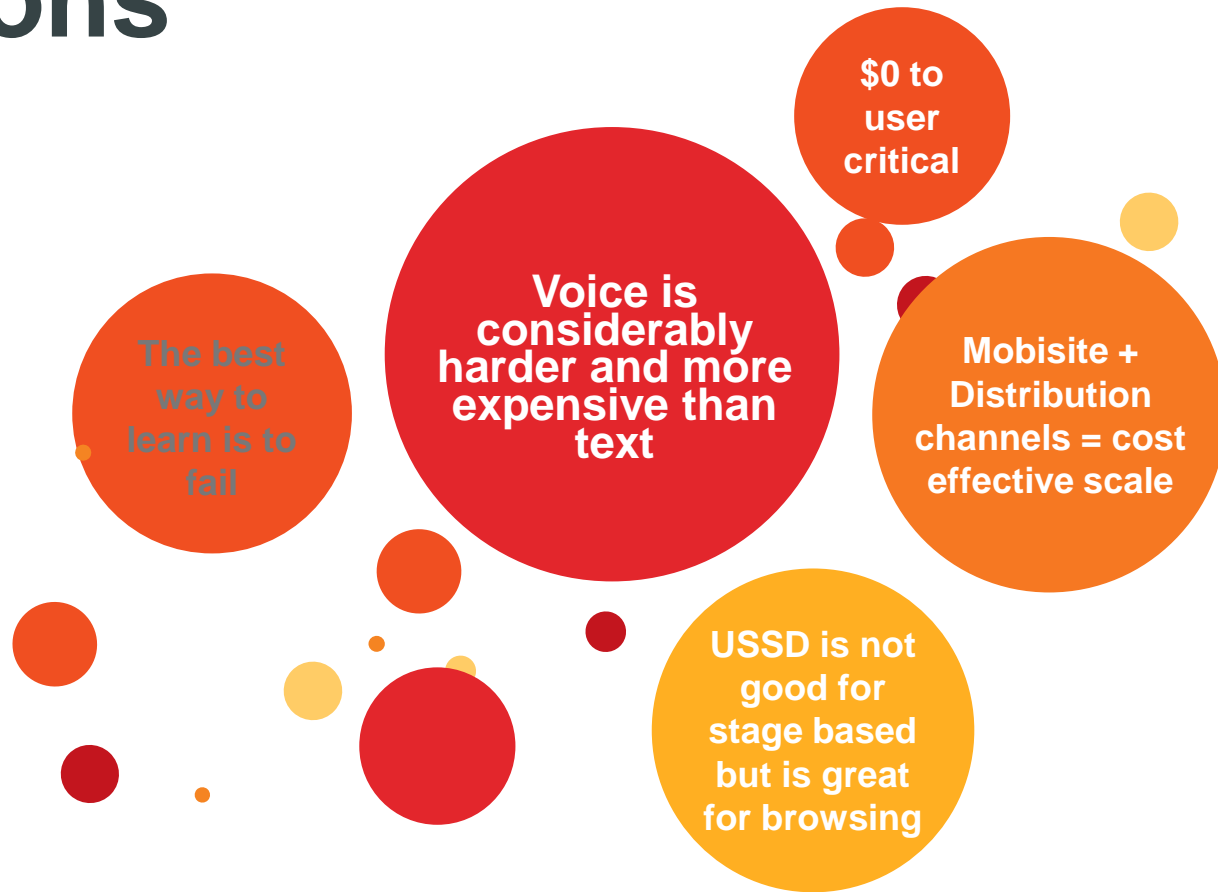 ons
$0 to
user
critical
Voice is
considerably
harder and more
expensive than
text
The best
way to
learn is to
fail
Mobisite +
Distribution
channels = cost
effective scale
USSD is not
good for
stage based
but is great
for browsing